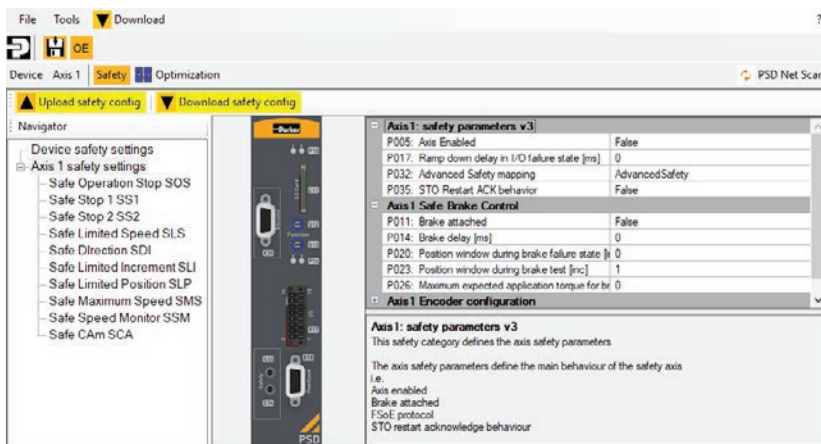 File Tools Download ?
OE
Device Axis 1 Safety Optimization PSD Net Scan
Upload safety config Download safety config
Navigator
Device safety settings
Axis 1 safety settings
Safe Operation Stop SOS
Safe Stop 1 SS1
Safe Stop 2 SS2
Safe Limited Speed SLS
Safe DIrection SDI
Safe Limited Increment SLI
Safe Limited Position SLP
Safe Maximum Speed SMS
Safe Speed Monitor SSM
Safe CAm SCA
Parker
PSD
Axis1: safety parameters v3
P005: Axis Enabled False
P017: Ramp down delay in I/O failure state [ms] 0
P032: Advanced Safety mapping AdvancedSafety
P035: STO Restart ACK behavior False
Axis1 Safe Brake Control
P011: Brake attached False
P014: Brake delay [ms] 0
P020: Position window during brake failure state [i 0
P023: Position window during brake test [inc] 1
P026: Maximum expected application torque for br 0
Axis1 Encoder configuration
Axis1: safety parameters v3
This safety category defines the axis safety parameters
The axis safety parameters define the main behaviour of the safety axis
i.e.
Axis enabled
Brake attached
FSoE protocol
STO restart acknowledge behaviour